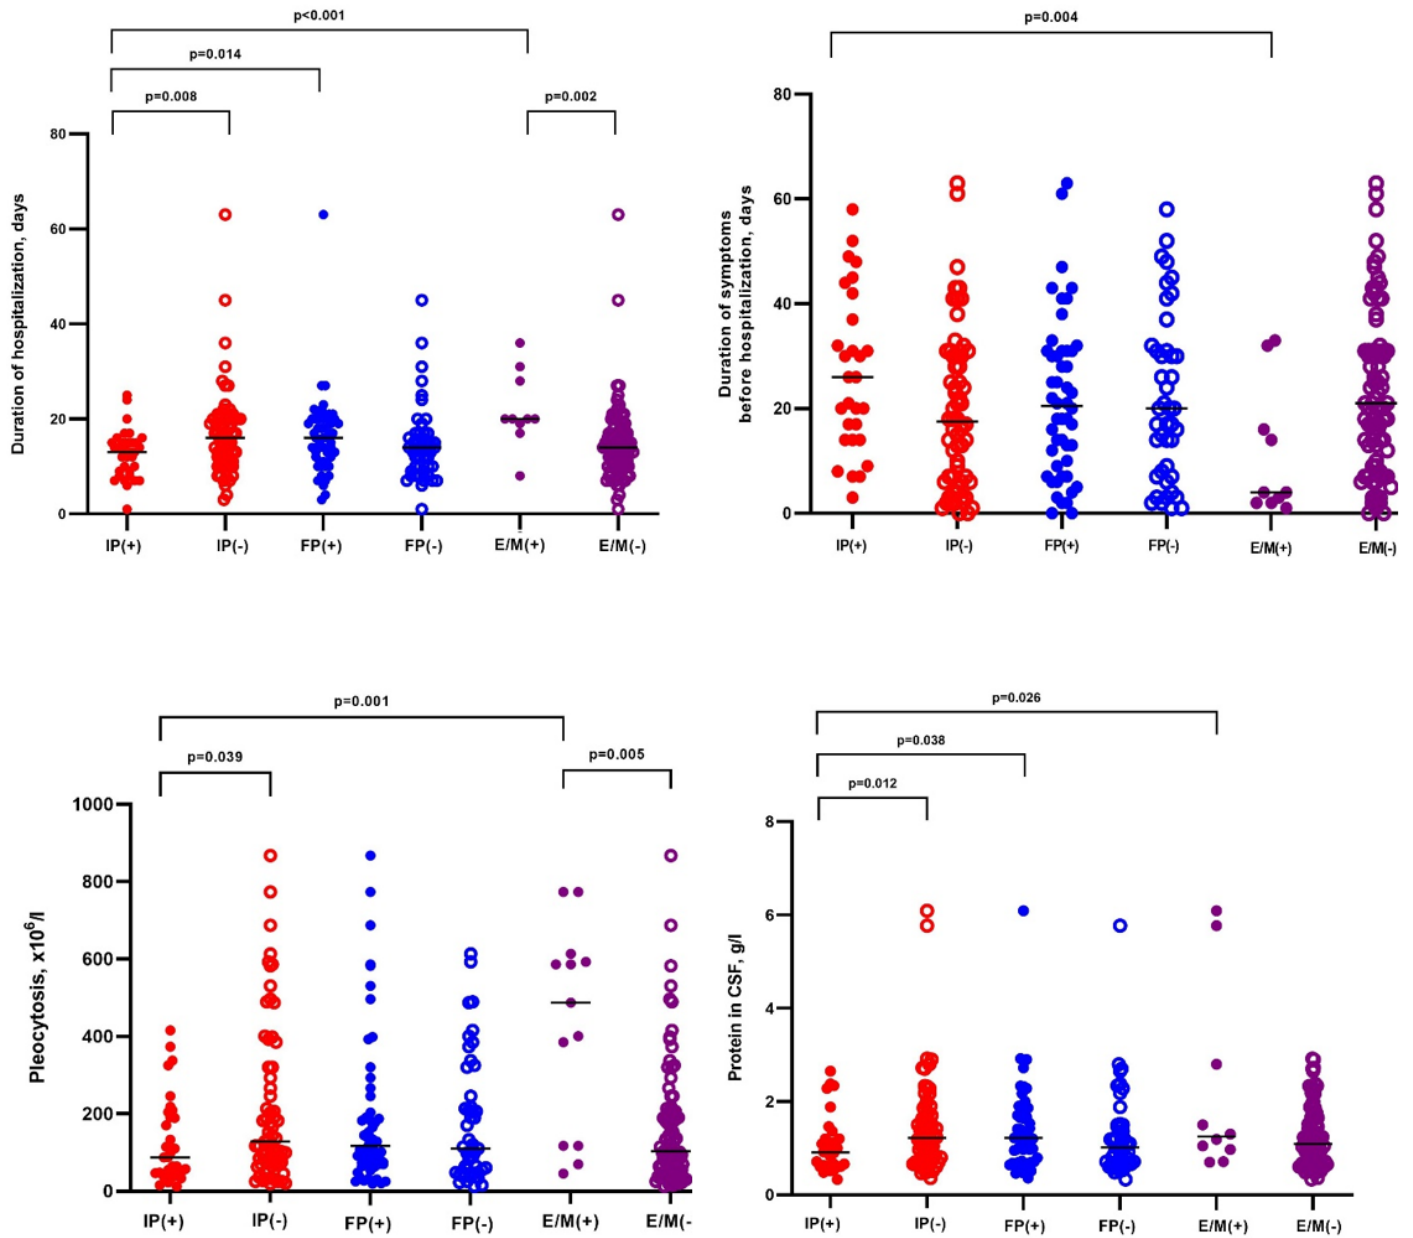 p<0.001
p=0.014
p=0.008
p=0.002
Duration of hospitalization, days
80
60
40
20
0
IP(+) IP(-) FP(+) FP(-) E/M(+) E/M(-)
p=0.004
Duration of symptoms
before hospitalization, days
80
60
40
20
0
IP(+) IP(-) FP(+) FP(-) E/M(+) E/M(-)
p=0.001
p=0.039
p=0.005
Pleocytosis, x10⁶/l
1000
800
600
400
200
0
IP(+) IP(-) FP(+) FP(-) E/M(+) E/M(-
p=0.026
p=0.038
p=0.012
Protein in CSF, g/l
8
6
4
2
0
IP(+) IP(-) FP(+) FP(-) E/M(+) E/M(-)